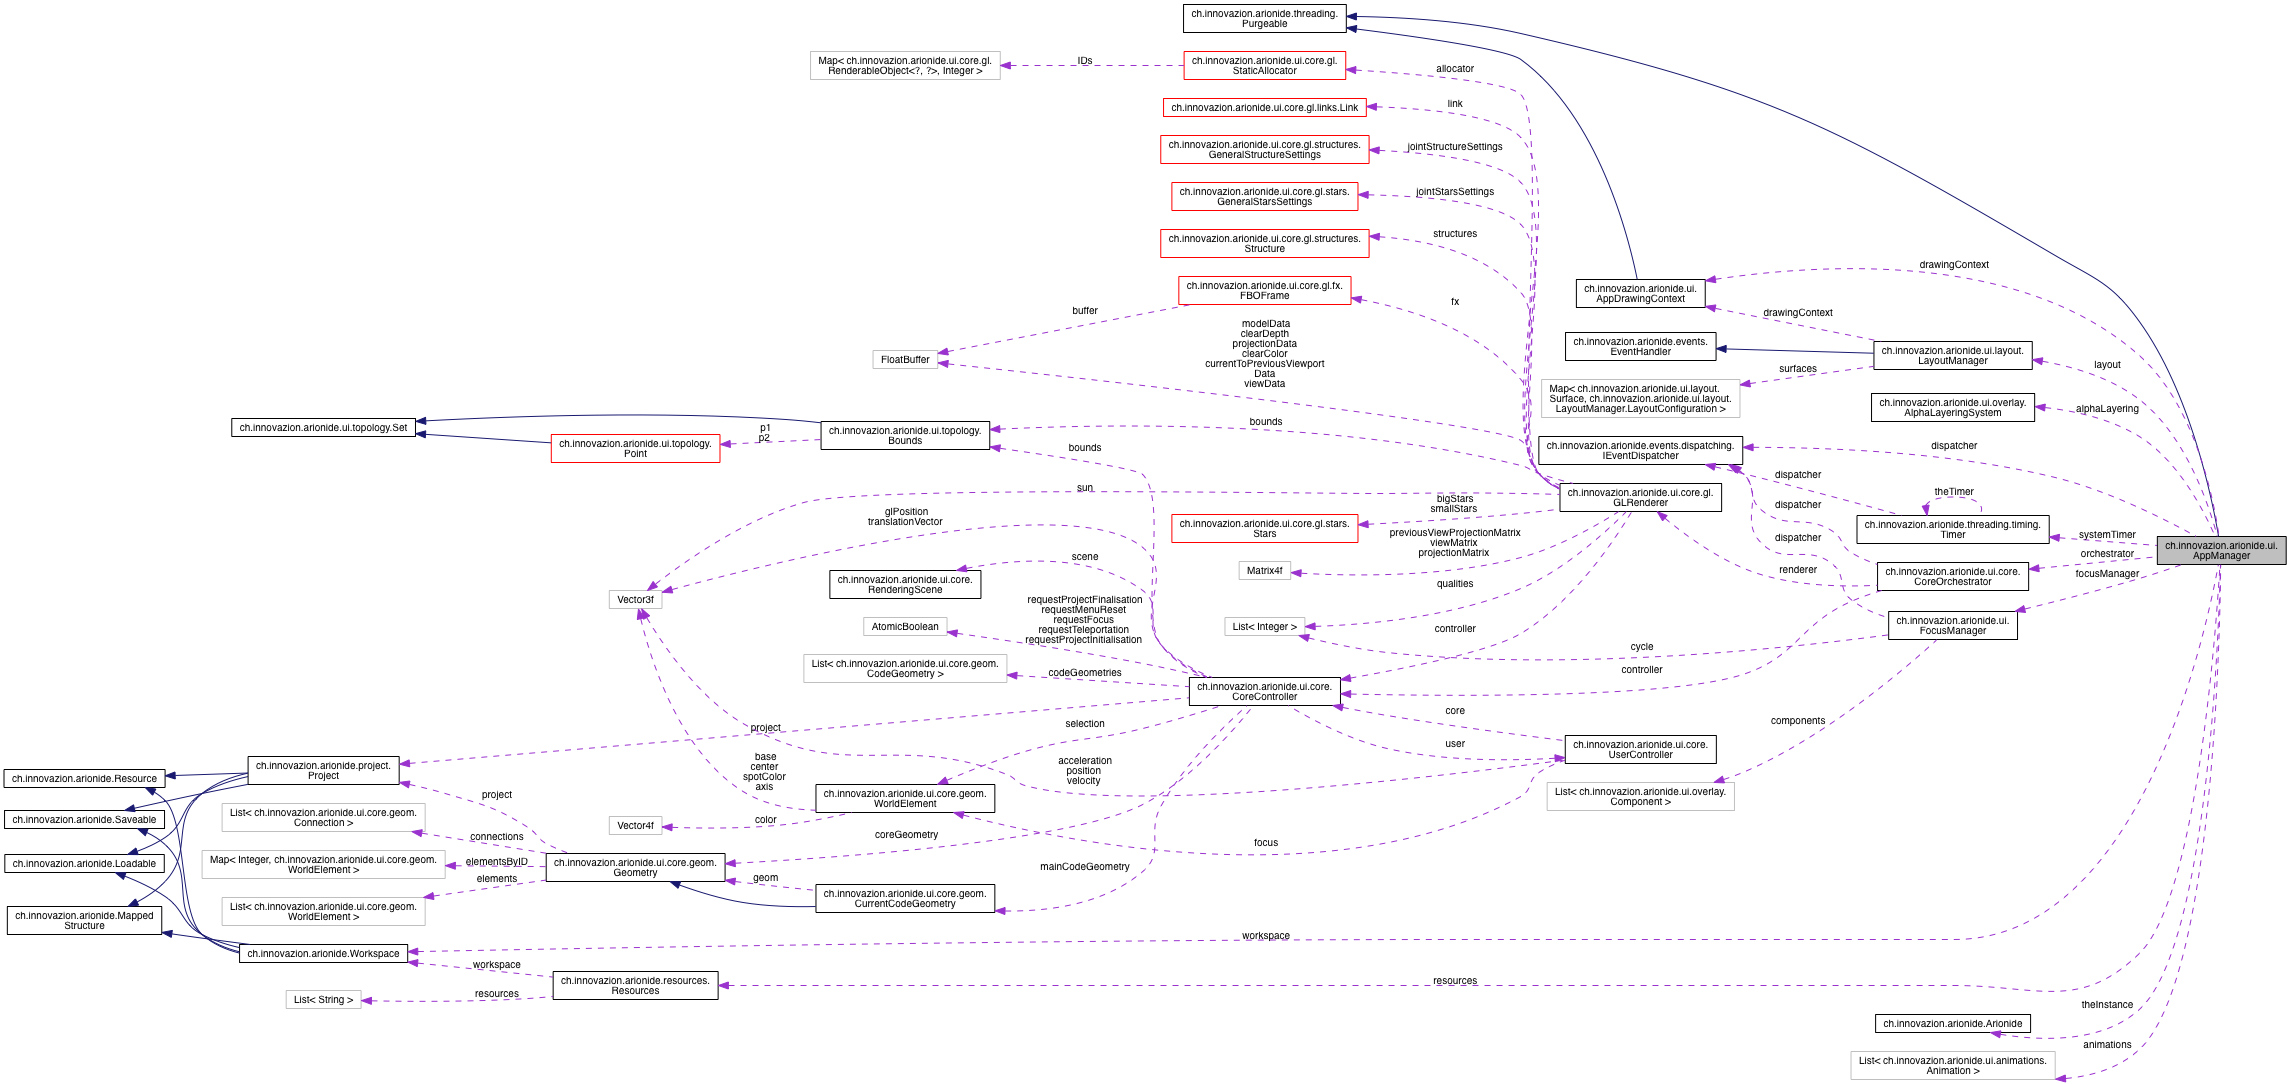 ch.innovazion.arionide.threading.
Purgeable
Map< ch.innovazion.arionide.ui.core.gl.
RenderableObject<?, ?>, Integer >
IDs
ch.innovazion.arionide.ui.core.gl.
StaticAllocator
allocator
ch.innovazion.arionide.ui.core.gl.links.Link
link
ch.innovazion.arionide.ui.core.gl.structures.
GeneralStructureSettings
jointStructureSettings
ch.innovazion.arionide.ui.core.gl.stars.
GeneralStarsSettings
jointStarsSettings
ch.innovazion.arionide.ui.core.gl.structures.
Structure
structures
ch.innovazion.arionide.ui.core.gl.fx.
FBOFrame
fx
buffer
FloatBuffer
modelData
clearDepth
projectionData
clearColor
currentToPreviousViewport
Data
viewData
drawingContext
ch.innovazion.arionide.ui.
AppDrawingContext
drawingContext
ch.innovazion.arionide.events.
EventHandler
ch.innovazion.arionide.ui.layout.
LayoutManager
layout
surfaces
Map< ch.innovazion.arionide.ui.layout.
Surface, ch.innovazion.arionide.ui.layout.
LayoutManager.LayoutConfiguration >
ch.innovazion.arionide.ui.overlay.
AlphaLayeringSystem
alphaLayering
ch.innovazion.arionide.ui.topology.Set
ch.innovazion.arionide.ui.topology.
Point
p1
p2
ch.innovazion.arionide.ui.topology.
Bounds
bounds
bounds
ch.innovazion.arionide.events.dispatching.
IEventDispatcher
dispatcher
dispatcher
dispatcher
dispatcher
sun
ch.innovazion.arionide.ui.core.gl.
GLRenderer
theTimer
ch.innovazion.arionide.threading.timing.
Timer
systemTimer
ch.innovazion.arionide.ui.
AppManager
glPosition
translationVector
bigStars
smallStars
ch.innovazion.arionide.ui.core.gl.stars.
Stars
previousViewProjectionMatrix
viewMatrix
projectionMatrix
Matrix4f
orchestrator
ch.innovazion.arionide.ui.core.
CoreOrchestrator
renderer
focusManager
scene
ch.innovazion.arionide.ui.core.
RenderingScene
Vector3f
qualities
List< Integer >
requestProjectFinalisation
requestMenuReset
requestFocus
requestTeleportation
requestProjectInitialisation
AtomicBoolean
ch.innovazion.arionide.ui.
FocusManager
controller
cycle
controller
List< ch.innovazion.arionide.ui.core.geom.
CodeGeometry >
codeGeometries
ch.innovazion.arionide.ui.core.
CoreController
core
user
components
selection
project
ch.innovazion.arionide.ui.core.
UserController
base
center
spotColor
axis
acceleration
position
velocity
ch.innovazion.arionide.project.
Project
ch.innovazion.arionide.Resource
project
ch.innovazion.arionide.ui.core.geom.
WorldElement
List< ch.innovazion.arionide.ui.overlay.
Component >
ch.innovazion.arionide.Saveable
List< ch.innovazion.arionide.ui.core.geom.
Connection >
connections
Vector4f
color
coreGeometry
focus
ch.innovazion.arionide.Loadable
Map< Integer, ch.innovazion.arionide.ui.core.geom.
WorldElement >
elementsByID
ch.innovazion.arionide.ui.core.geom.
Geometry
mainCodeGeometry
elements
geom
ch.innovazion.arionide.ui.core.geom.
CurrentCodeGeometry
List< ch.innovazion.arionide.ui.core.geom.
WorldElement >
ch.innovazion.arionide.Mapped
Structure
workspace
ch.innovazion.arionide.Workspace
workspace
ch.innovazion.arionide.resources.
Resources
resources
List< String >
resources
theInstance
ch.innovazion.arionide.Arionide
animations
List< ch.innovazion.arionide.ui.animations.
Animation >